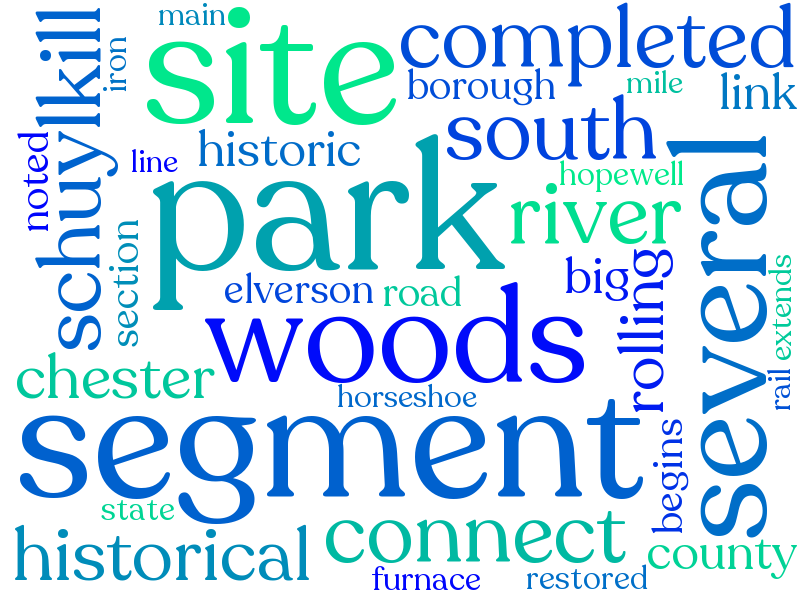 main
site
completed
iron
schuylkill
borough
mile
link
south
noted
line
historic
park
hopewell
river
several
section
elverson
road
big
rolling
extends
woods
chester
horseshoe
rail
segment
begins
state
historical
connect
county
furnace
restored